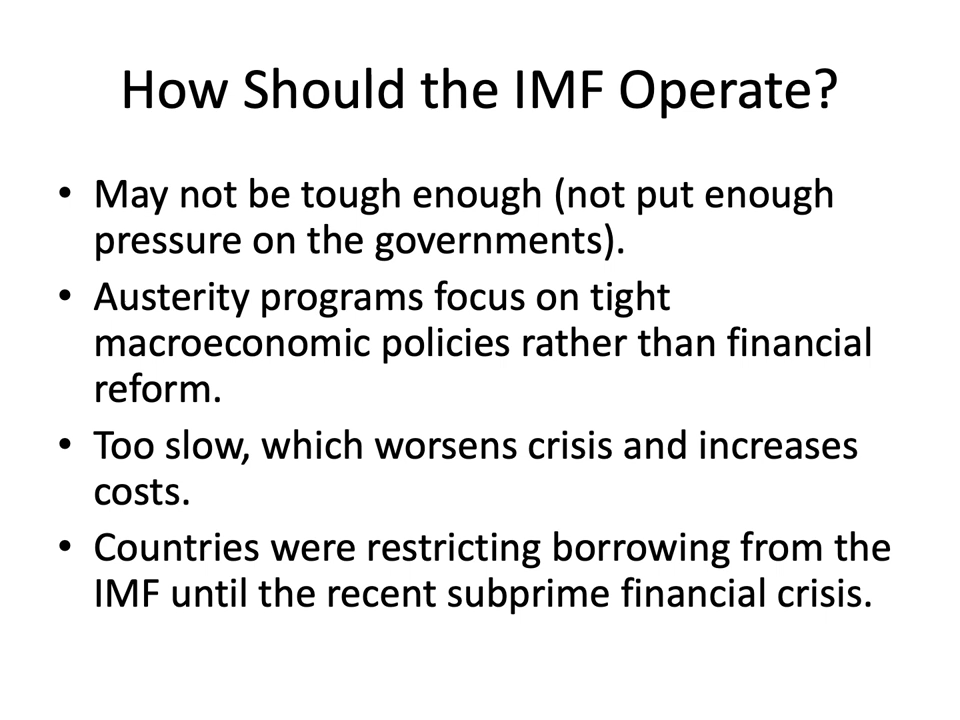 How Should the IMF Operate?
• May not be tough enough (not put enough
pressure on the governments).
• Austerity programs focus on tight
macroeconomic policies rather than financial
reform.
• Too slow, which worsens crisis and increases
costs.
• Countries were restricting borrowing from the
IMF until the recent subprime financial crisis.